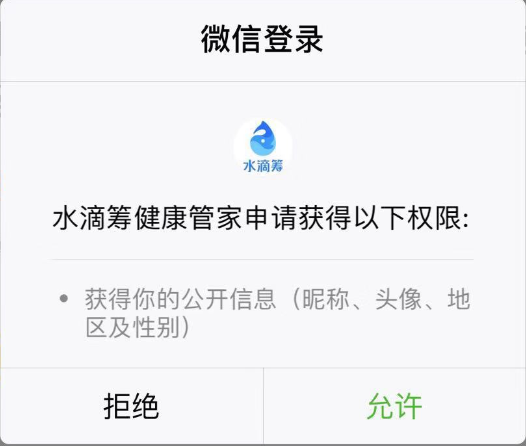 微信登录
水滴筹
水滴筹健康管家申请获得以下权限:
• 获得你的公开信息（昵称、头像、地
区及性别）
拒绝
允许